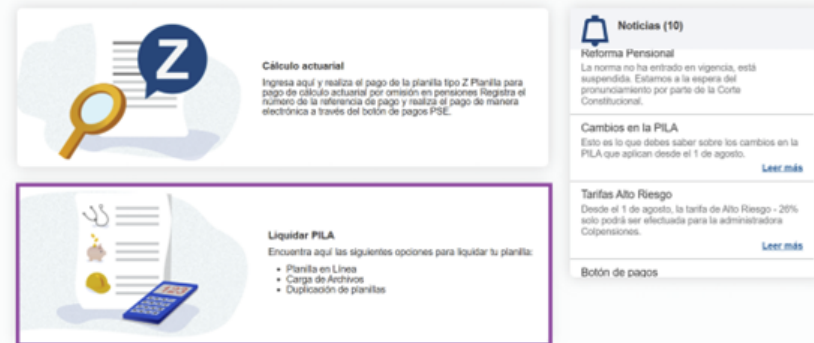 Z
Cálculo actuarial
Ingresa aquí y realiza el pago de la planilla tipo Z Planilla para
pago de cálculo actuarial por omisión en pensiones Registra el
número de la referencia de pago y realiza el pago de manera
electrónica a través del botón de pagos PSE.
123
Liquidar PILA
Encuentra aquí las siguientes opciones para liquidar tu planilla:
• Planilla en Línea
• Carga de Archivos
• Duplicación de planillas
Noticias (10)
Reforma Pensional
La norma no ha entrado en vigencia, está
suspendida. Estamos a la espera del
pronunciamiento por parte de la Corte
Constitucional.
Cambios en la PILA
Esto es lo que debes saber sobre los cambios en la
PILA que aplican desde el 1 de agosto.
Leer más
Tarifas Alto Riesgo
Desde el 1 de agosto, la tarifa de Alto Riesgo - 26%
solo podrá ser efectuada para la administradora
Colpensiones.
Leer más
Botón de pagos